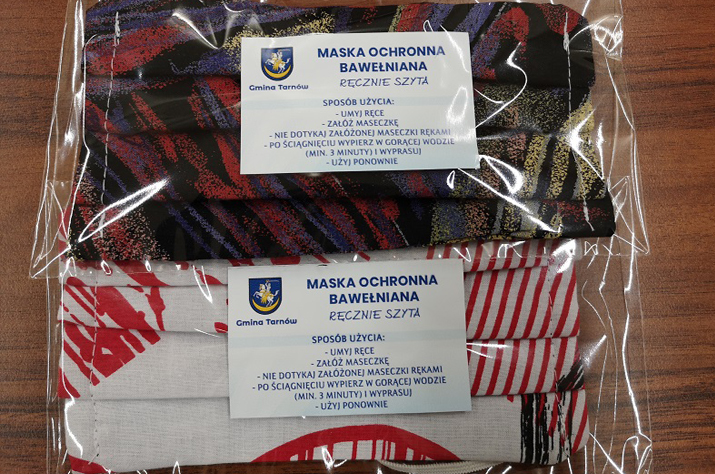 MASKA OCHRONNA
BAWEŁNIANA
RĘCZNIE SZYTA
Gmina Tarnów
SPOSÓB UŻYCIA:
- UMYJ RĘCE
- ZAŁÓŻ MASECZKĘ
- NIE DOTYKAJ ZAŁÓŻONEJ MASECZKI RĘKAMI
- PO ŚCIĄGNIĘCIU WYPIERZ W GORĄCEJ WODZIE
(MIN. 3 MINUTY) I WYPRASUJ
- UŻYJ PONOWNIE
MASKA OCHRONNA
BAWEŁNIANA
RĘCZNIE SZYTA
Gmina Tarnów
SPOSÓB UŻYCIA:
- UMYJ RĘCE
- ZAŁÓŻ MASECZKĘ
- NIE DOTYKAJ ZAŁÓŻONEJ MASECZKI RĘKAMI
- PO ŚCIĄGNIĘCIU WYPIERZ W GORĄCEJ WODZIE
(MIN. 3 MINUTY) I WYPRASUJ
- UŻYJ PONOWNIE